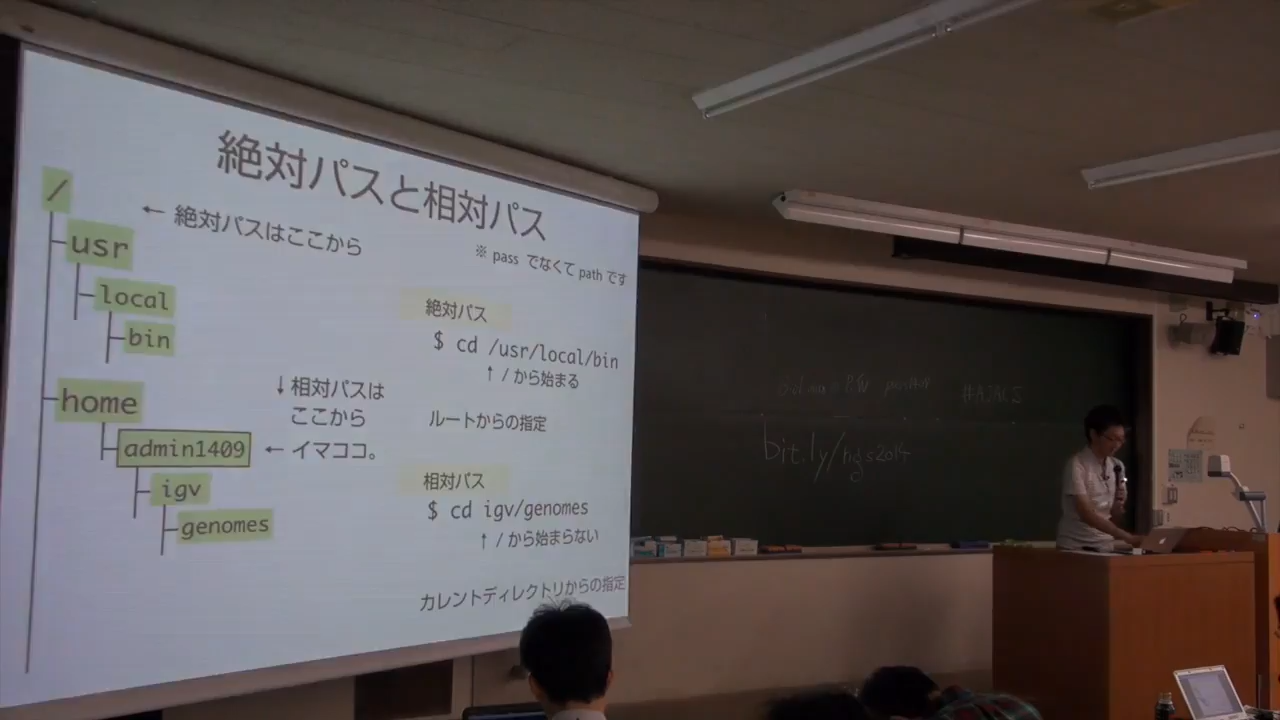 絶対パスと相対パス
/
← 絶対パスはここから
※ pass でなくて path です
usr
local
bin
home
↓相対パスは
ここから
admin1409
← イマココ。
igv
genomes
絶対パス
$ cd /usr/local/bin
↑ / から始まる
ルートからの指定
相対パス
$ cd igv/genomes
↑ / から始まらない
カレントディレクトリからの指定
#AJACS
bit.ly/ngs2014